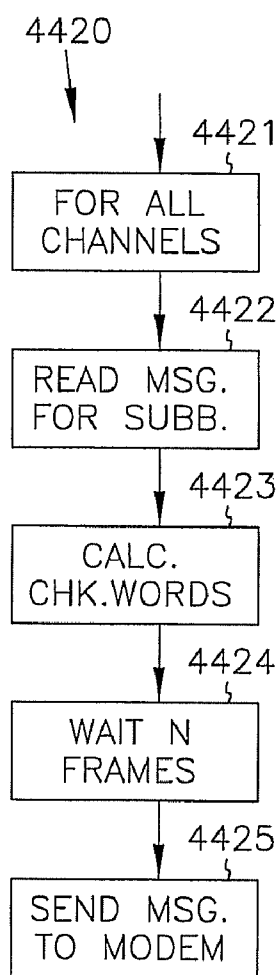 4420
4421
FOR ALL
CHANNELS
4422
READ MSG.
FOR SUBB.
4423
CALC.
CHK.WORDS
4424
WAIT N
FRAMES
4425
SEND MSG.
TO MODEM